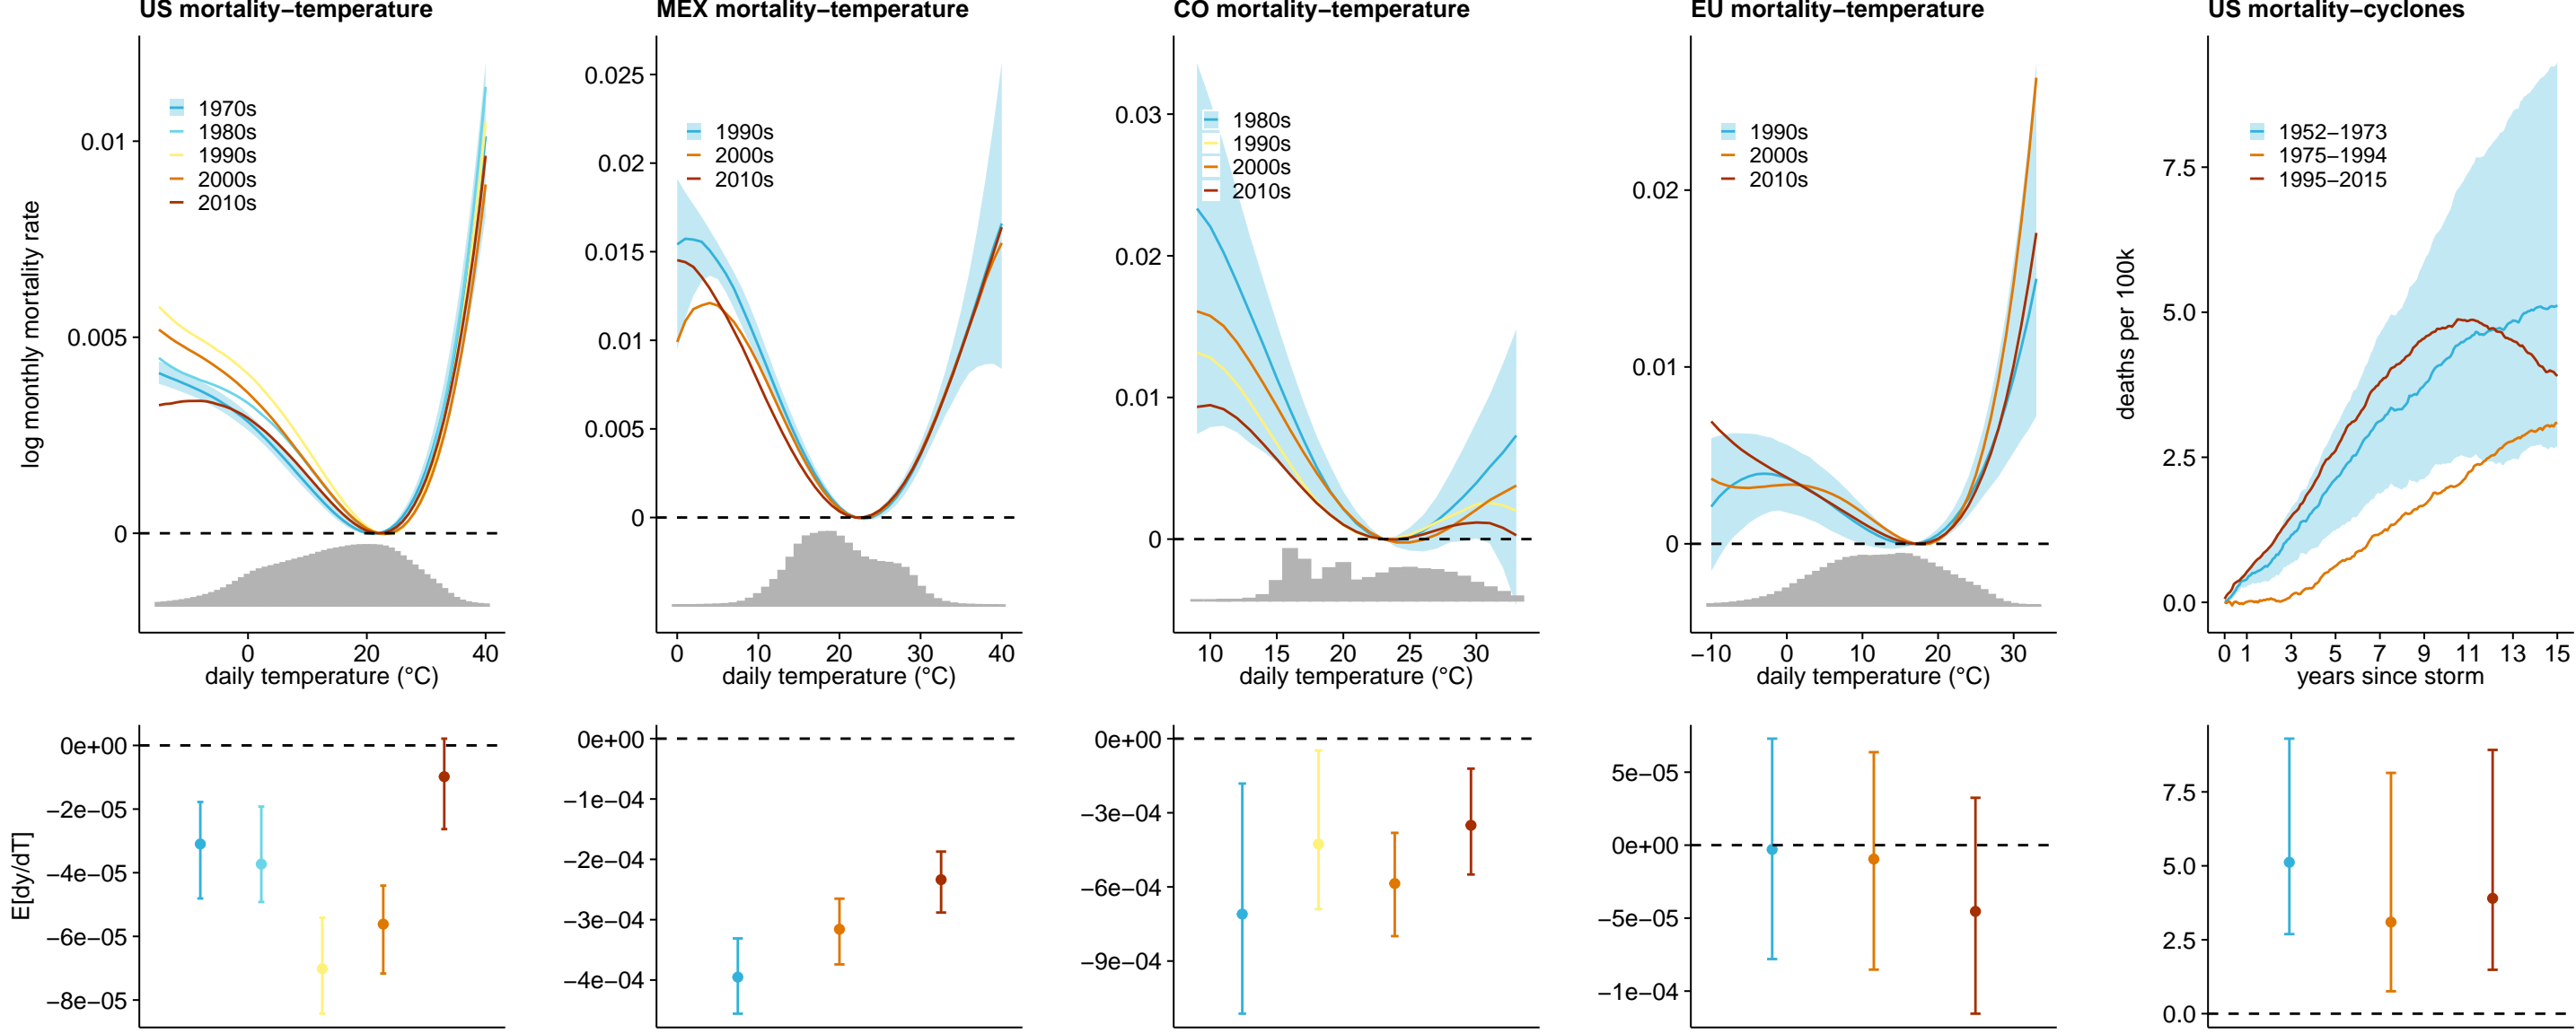 US mortality–temperature
MEX mortality–temperature
CO mortality–temperature
EU mortality–temperature
US mortality–cyclones
log monthly mortality rate
0.01
0.005
0
1970s
1980s
1990s
2000s
2010s
0 20 40
daily temperature (°C)
0.025
0.02
0.015
0.01
0.005
0
1990s
2000s
2010s
0 10 20 30 40
daily temperature (°C)
0.03
0.02
0.01
0
1980s
1990s
2000s
2010s
10 15 20 25 30
daily temperature (°C)
0.02
0.01
0
1990s
2000s
2010s
−10 0 10 20 30
daily temperature (°C)
deaths per 100k
7.5
5.0
2.5
0.0
1952−1973
1975−1994
1995−2015
0 1 3 5 7 9 11 13 15
years since storm
E[dy/dT]
0e+00
−2e−05
−4e−05
−6e−05
−8e−05
0e+00
−1e−04
−2e−04
−3e−04
−4e−04
0e+00
−3e−04
−6e−04
−9e−04
5e−05
0e+00
−5e−05
−1e−04
7.5
5.0
2.5
0.0